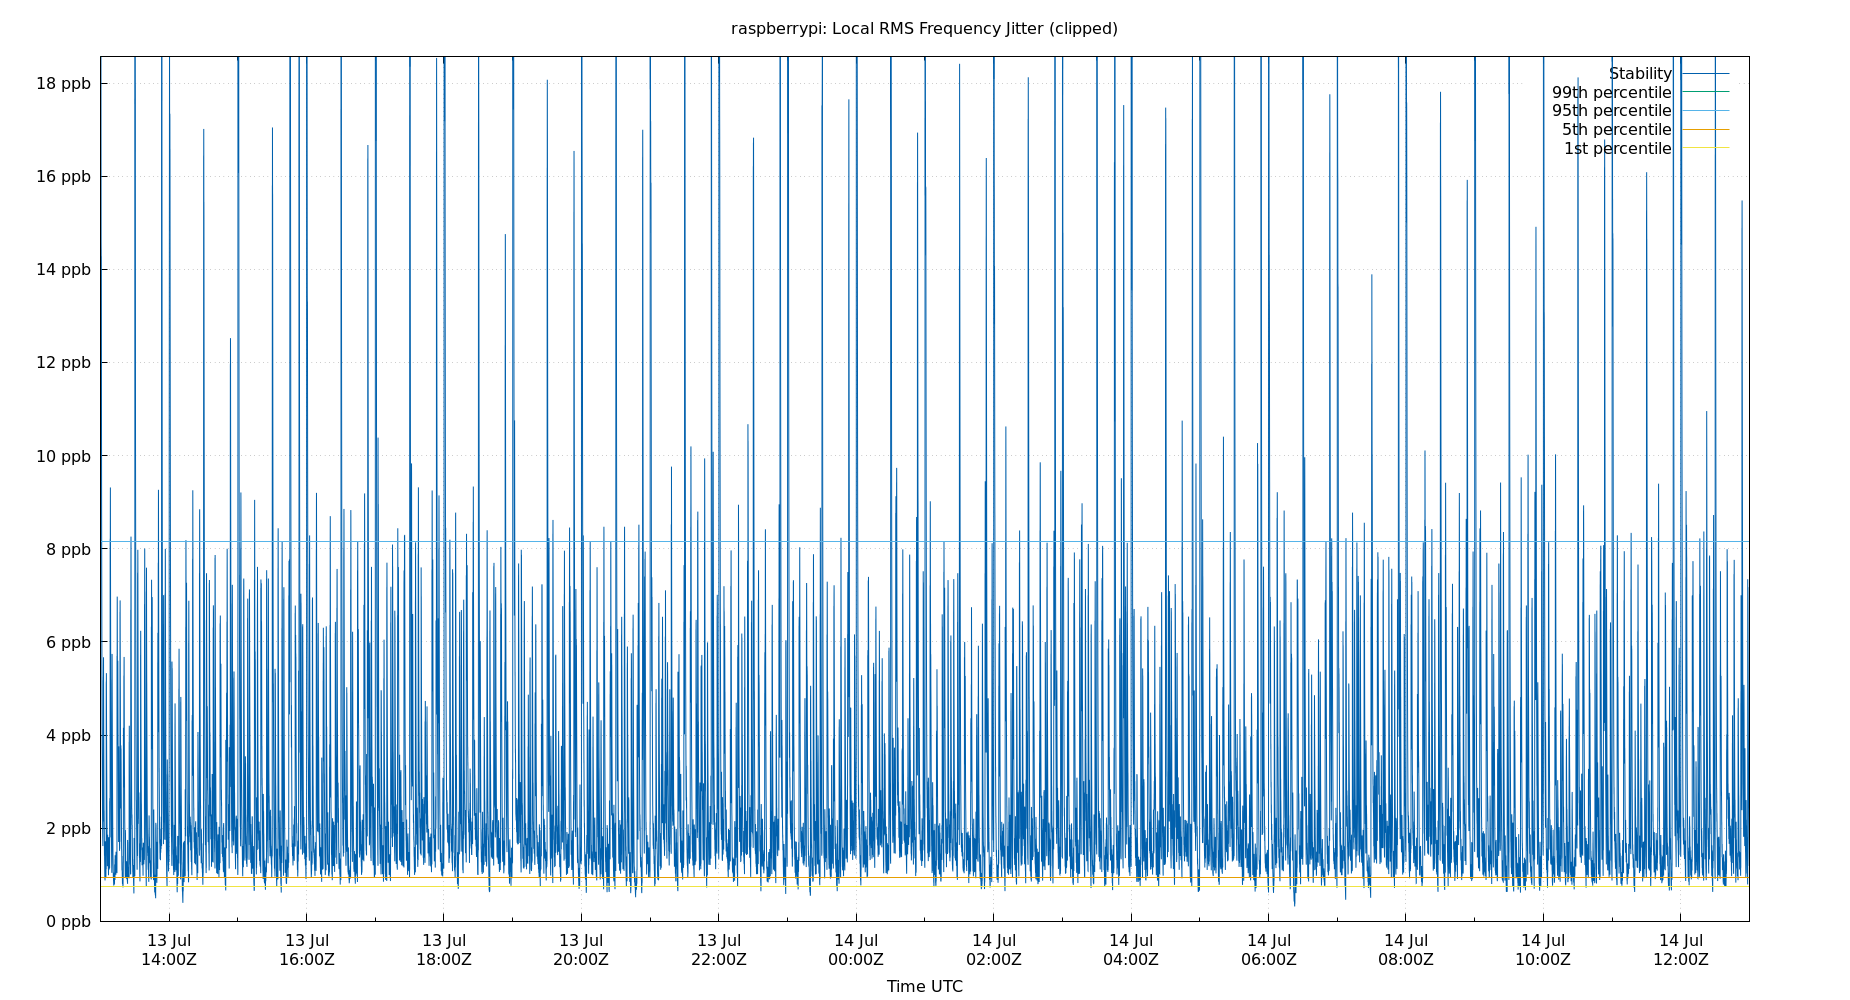 raspberrypi: Local RMS Frequency Jitter (clipped)
Stability
99th percentile
95th percentile
5th percentile
1st percentile
18 ppb
16 ppb
14 ppb
12 ppb
10 ppb
8 ppb
6 ppb
4 ppb
2 ppb
0 ppb
13 Jul 13 Jul 13 Jul 13 Jul 13 Jul 14 Jul 14 Jul 14 Jul 14 Jul 14 Jul 14 Jul 14 Jul
14:00Z 16:00Z 18:00Z 20:00Z 22:00Z 00:00Z 02:00Z 04:00Z 06:00Z 08:00Z 10:00Z 12:00Z
Time UTC